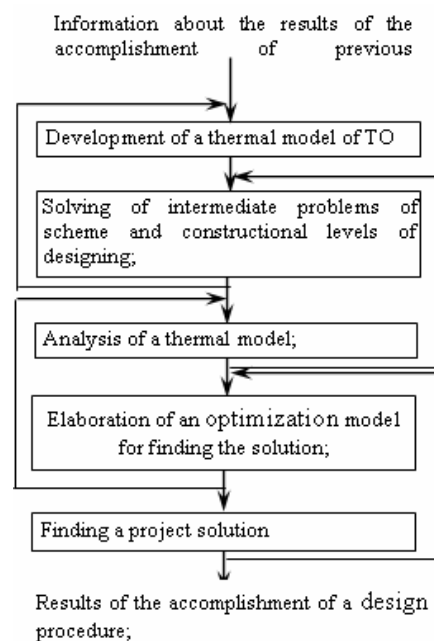 Information about the results of the
accomplishment of previous
Development of a thermal model of TO
Solving of intermediate problems of
scheme and constructional levels of
designing;
Analysis of a thermal model;
Elaboration of an optimization model
for finding the solution;
Finding a project solution
Results of the accomplishment of a design
procedure;